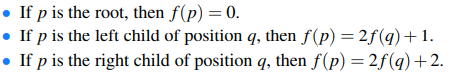 • If p is the root, then f(p) = 0.
• If p is the left child of position q, then f(p) = 2f(q)+1.
• If p is the right child of position q, then f(p) = 2f(q)+2.